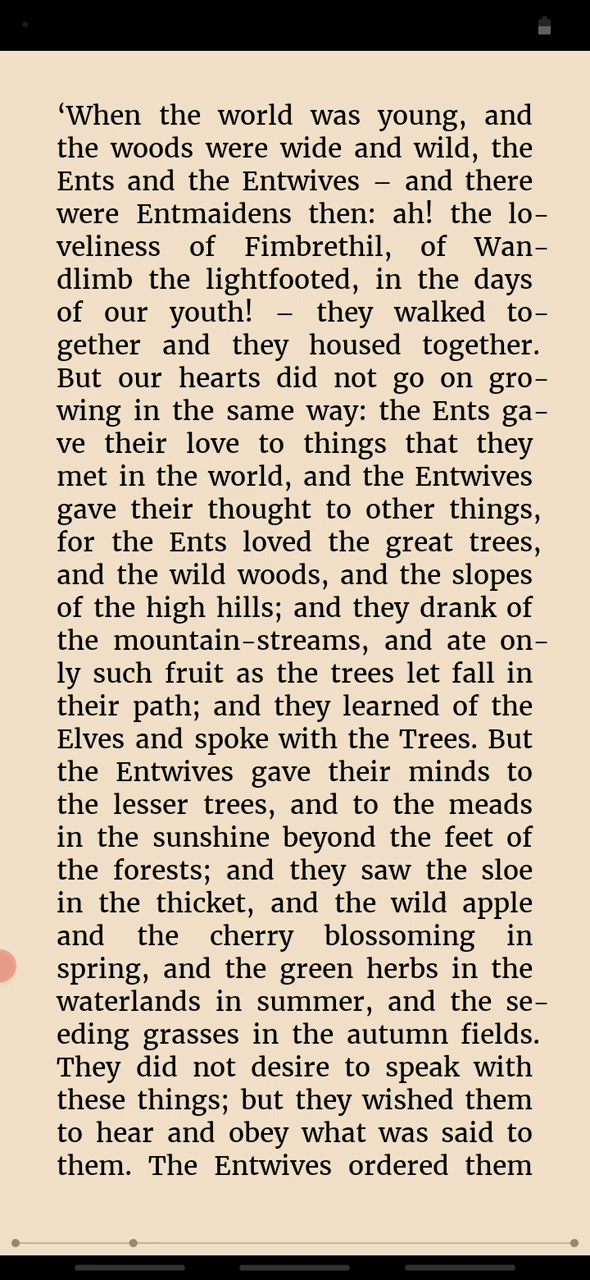 ‘When the world was young, and
the woods were wide and wild, the
Ents and the Entwives – and there
were Entmaidens then: ah! the lo-
veliness of Fimbrethil, of Wan-
dlimb the lightfooted, in the days
of our youth! – they walked to-
gether and they housed together.
But our hearts did not go on gro-
wing in the same way: the Ents ga-
ve their love to things that they
met in the world, and the Entwives
gave their thought to other things,
for the Ents loved the great trees,
and the wild woods, and the slopes
of the high hills; and they drank of
the mountain-streams, and ate on-
ly such fruit as the trees let fall in
their path; and they learned of the
Elves and spoke with the Trees. But
the Entwives gave their minds to
the lesser trees, and to the meads
in the sunshine beyond the feet of
the forests; and they saw the sloe
in the thicket, and the wild apple
and the cherry blossoming in
spring, and the green herbs in the
waterlands in summer, and the se-
eding grasses in the autumn fields.
They did not desire to speak with
these things; but they wished them
to hear and obey what was said to
them. The Entwives ordered them